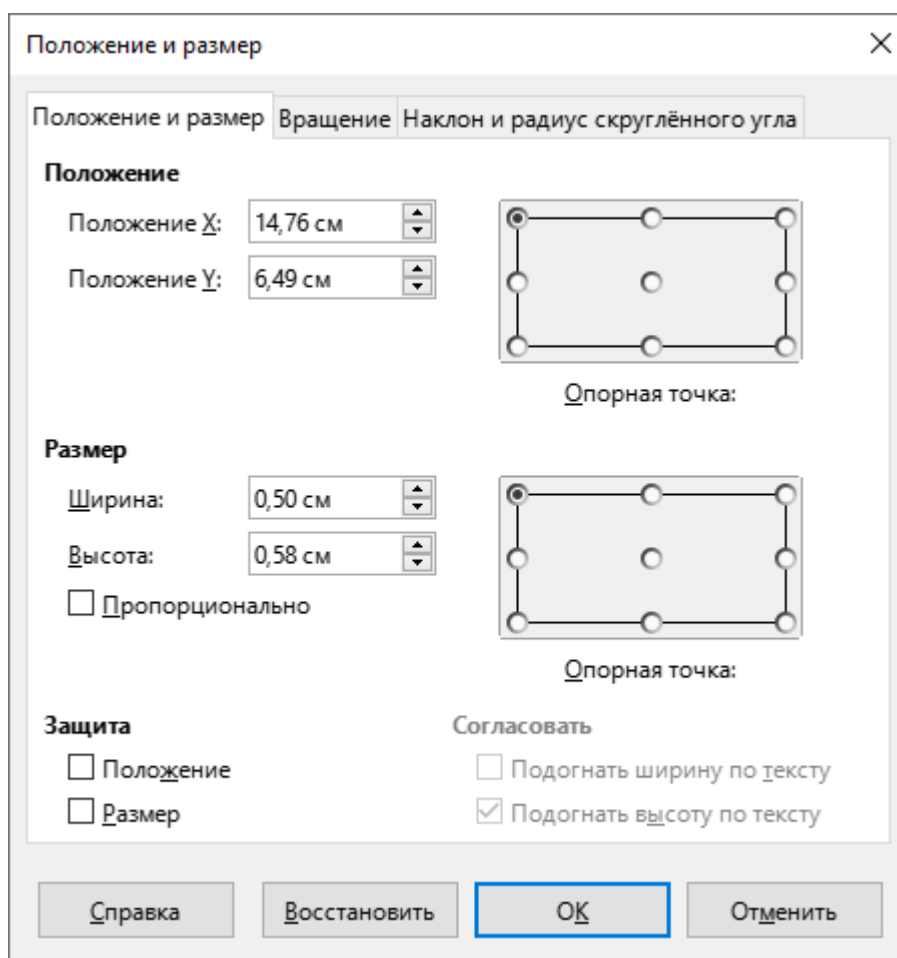 Положение и размер
Положение и размер Вращение Наклон и радиус скруглённого угла
Положение
Положение X: 14,76 см
Положение Y: 6,49 см
Опорная точка:
Размер
Ширина: 0,50 см
Высота: 0,58 см
Пропорционально
Опорная точка:
Защита Согласовать
Положение Подогнать ширину по тексту
Размер Подогнать высоту по тексту
Справка Восстановить ОК Отменить